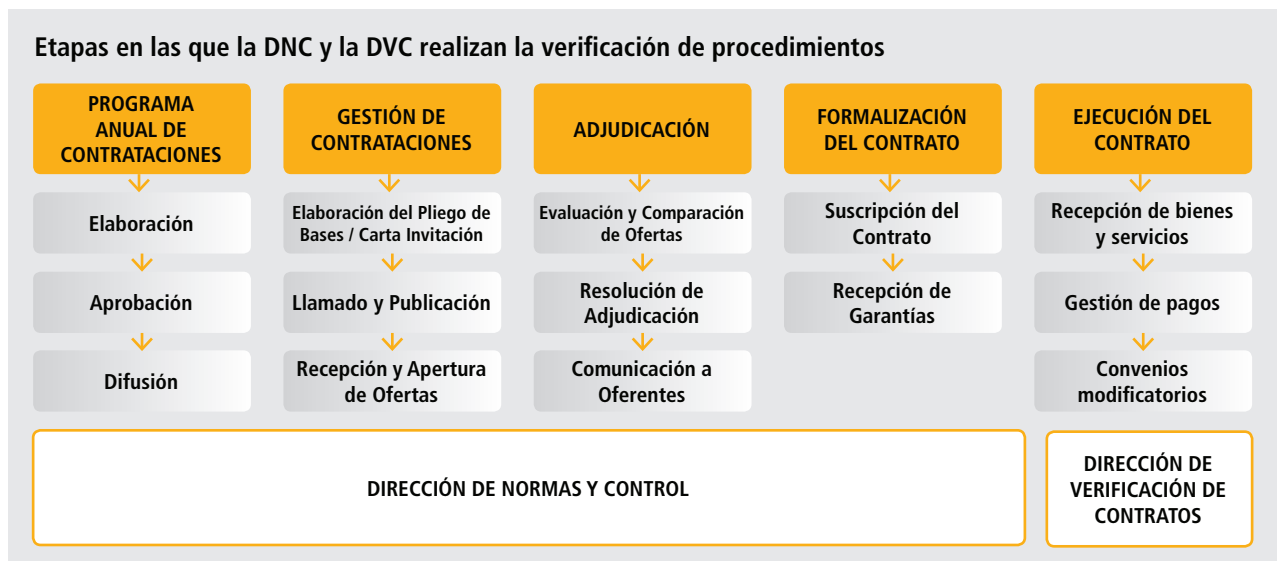 Etapas en las que la DNC y la DVC realizan la verificación de procedimientos
PROGRAMA
ANUAL DE
CONTRATACIONES
Elaboración
Aprobación
Difusión
GESTIÓN DE
CONTRATACIONES
Elaboración del Pliego de
Bases / Carta Invitación
Llamado y Publicación
Recepción y Apertura
de Ofertas
ADJUDICACIÓN
Evaluación y Comparación
de Ofertas
Resolución de
Adjudicación
Comunicación a
Oferentes
FORMALIZACIÓN
DEL CONTRATO
Suscripción del
Contrato
Recepción de
Garantías
EJECUCIÓN DEL
CONTRATO
Recepción de bienes
y servicios
Gestión de pagos
Convenios
modificatorios
DIRECCIÓN DE NORMAS Y CONTROL
DIRECCIÓN DE
VERIFICACIÓN DE
CONTRATOS